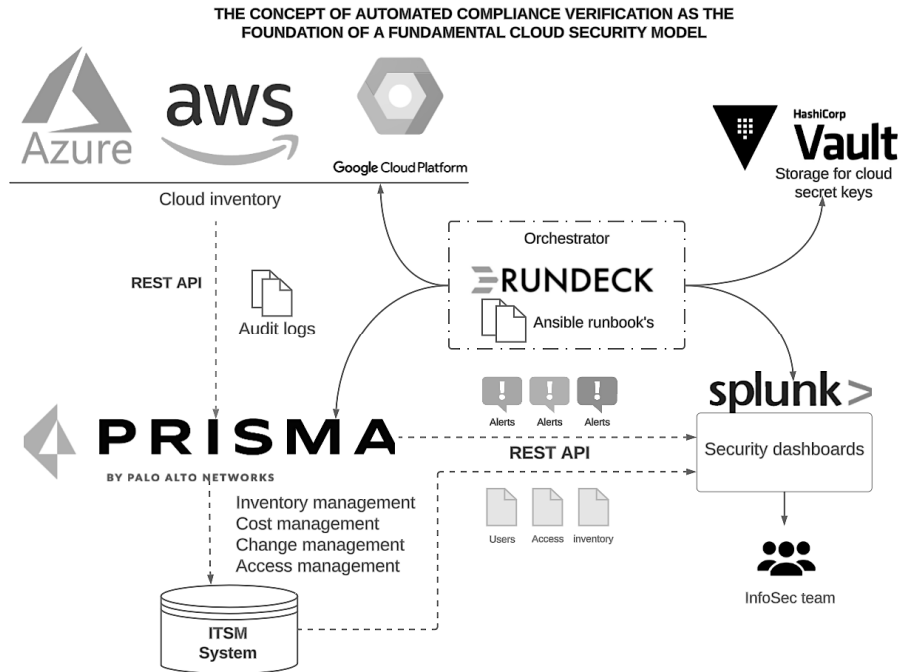 THE CONCEPT OF AUTOMATED COMPLIANCE VERIFICATION AS THE
FOUNDATION OF A FUNDAMENTAL CLOUD SECURITY MODEL
Azure
aws
Google Cloud Platform
HashiCorp
Vault
Storage for cloud
secret keys
Cloud inventory
Orchestrator
RUNDECK
Ansible runbook's
REST API
Audit logs
PRISMA
BY PALO ALTO NETWORKS
Alerts
Alerts
Alerts
REST API
splunk>
Security dashboards
Inventory management
Cost management
Change management
Access management
Users
Access
inventory
InfoSec team
ITSM
System